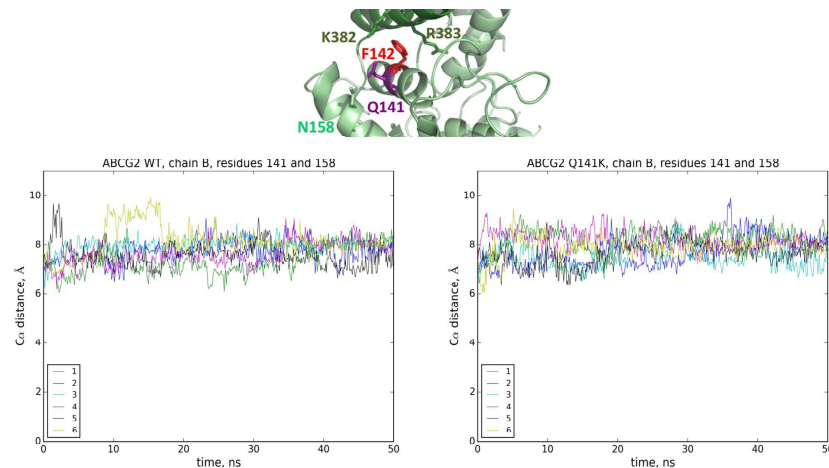 K382
R383
F142
Q141
N158
ABCG2 WT, chain B, residues 141 and 158
10
8
6
4
2
0
Cα distance, Å
1
2
3
4
5
6
0 10 20 30 40 50
time, ns
ABCG2 Q141K, chain B, residues 141 and 158
10
8
6
4
2
0
Cα distance, Å
1
2
3
4
5
6
0 10 20 30 40 50
time, ns